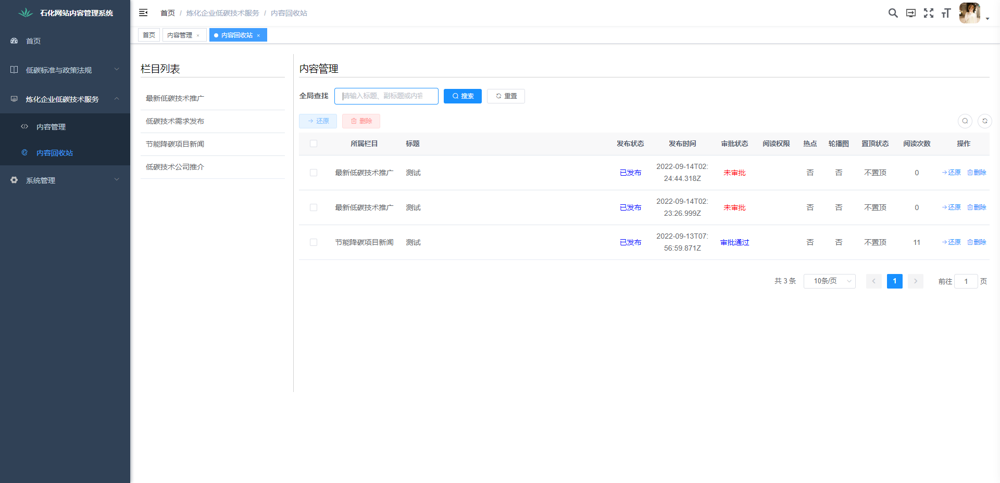 石化网站内容管理系统
首页
低碳标准与政策法规
炼化企业低碳技术服务
内容管理
内容回收站
系统管理
首页 / 炼化企业低碳技术服务 / 内容回收站
首页 内容管理 × 内容回收站 ×
栏目列表
最新低碳技术推广
低碳技术需求发布
节能降碳项目新闻
低碳技术公司推介
内容管理
全局查找 请输入标题、副标题或内容 搜索 重置
还原 删除
所属栏目 标题 发布状态 发布时间 审批状态 阅读权限 热点 轮播图 置顶状态 阅读次数 操作
最新低碳技术推广 测试 已发布 2022-09-14T02:24:44.318Z 未审批 否 否 不置顶 0 还原 删除
最新低碳技术推广 测试 已发布 2022-09-14T02:23:26.999Z 未审批 否 否 不置顶 0 还原 删除
节能降碳项目新闻 测试 已发布 2022-09-13T07:56:59.871Z 审批通过 否 否 不置顶 11 还原 删除
共 3 条 10条/页 1 前往 1 页